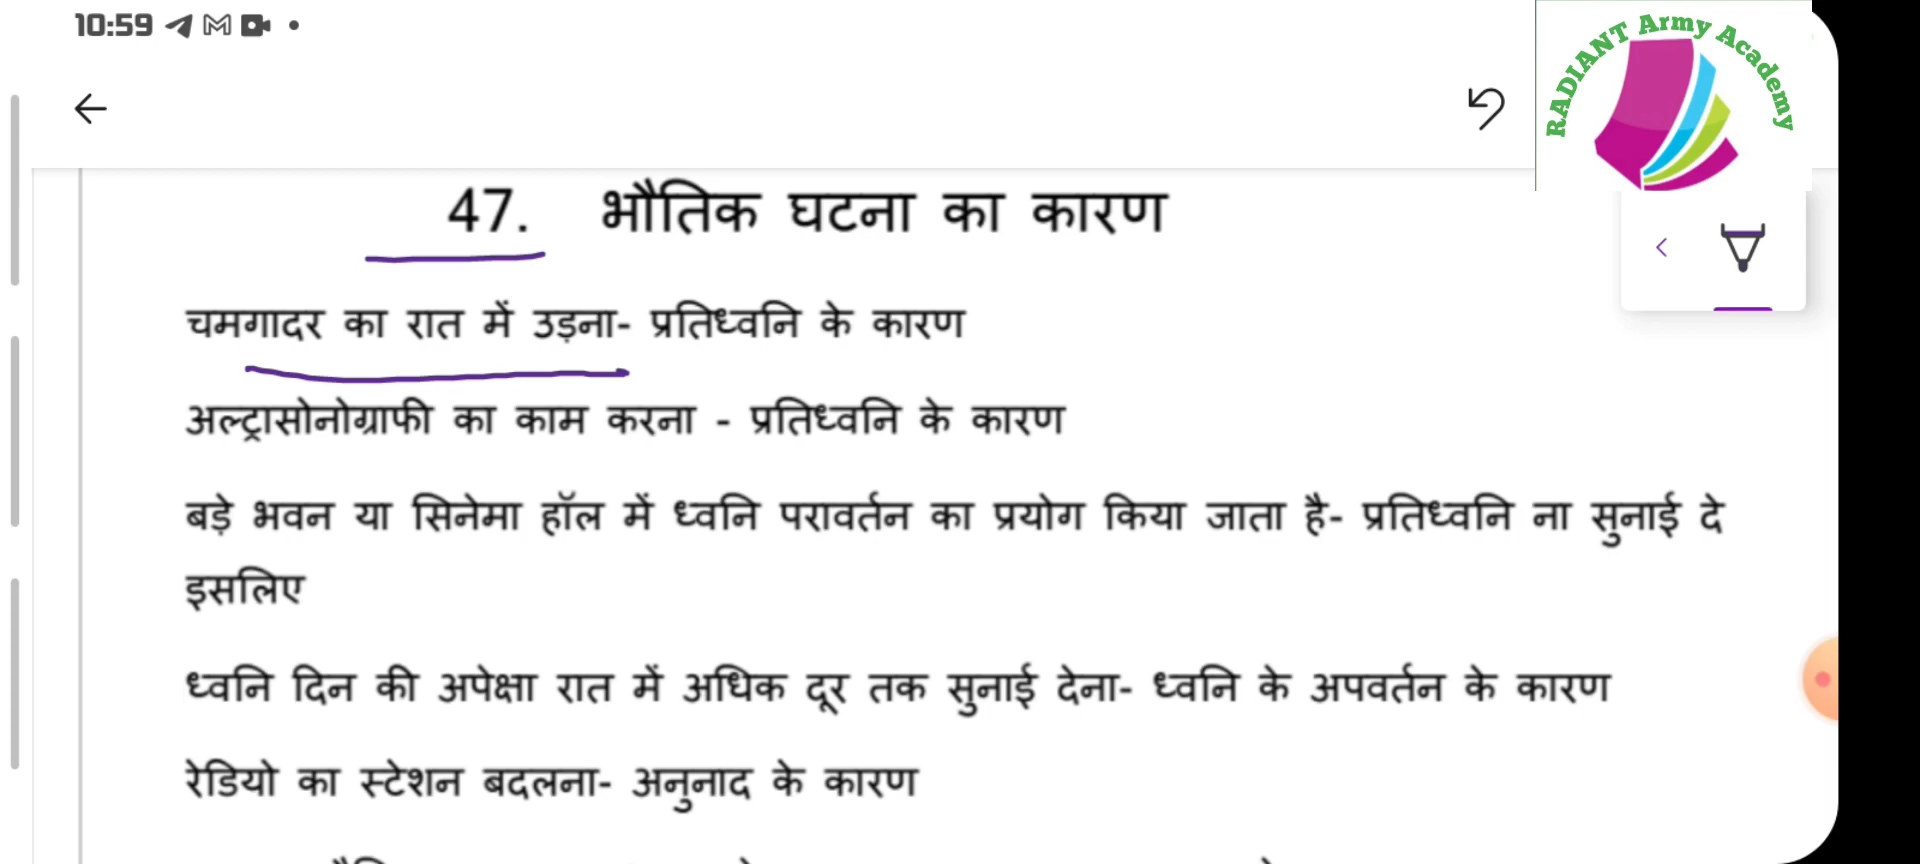 10:59
RADIANT Army Academy
47. भौतिक घटना का कारण
चमगादर का रात में उड़ना- प्रतिध्वनि के कारण
अल्ट्रासोनोग्राफी का काम करना - प्रतिध्वनि के कारण
बड़े भवन या सिनेमा हॉल में ध्वनि परावर्तन का प्रयोग किया जाता है- प्रतिध्वनि ना सुनाई दे
इसलिए
ध्वनि दिन की अपेक्षा रात में अधिक दूर तक सुनाई देना- ध्वनि के अपवर्तन के कारण
रेडियो का स्टेशन बदलना- अनुनाद के कारण